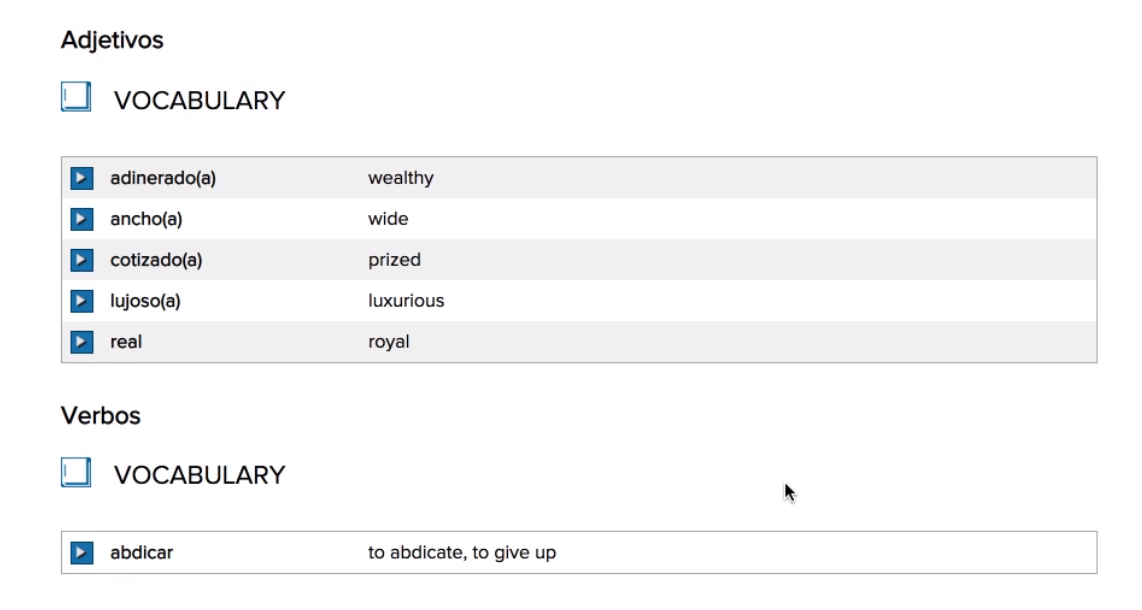 Adjetivos
VOCABULARY
adinerado(a) wealthy
ancho(a) wide
cotizado(a) prized
lujoso(a) luxurious
real royal
Verbos
VOCABULARY
abdicar to abdicate, to give up